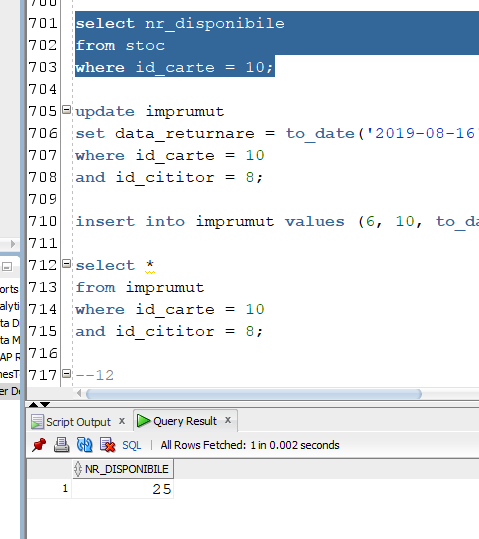 700
701 select nr_disponibile
702 from stoc
703 where id_carte = 10;
704
705 update imprumut
706 set data_returnare = to_date('2019-08-16'
707 where id_carte = 10
708 and id_cititor = 8;
709
710 insert into imprumut values (6, 10, to_da
711
712 select *
713 from imprumut
714 where id_carte = 10
715 and id_cititor = 8;
716
717 --12
orts
alyti
ta D
ta M
AP R
nesT
er De
Script Output x Query Result x
SQL | All Rows Fetched: 1 in 0.002 seconds
NR_DISPONIBILE
1 25